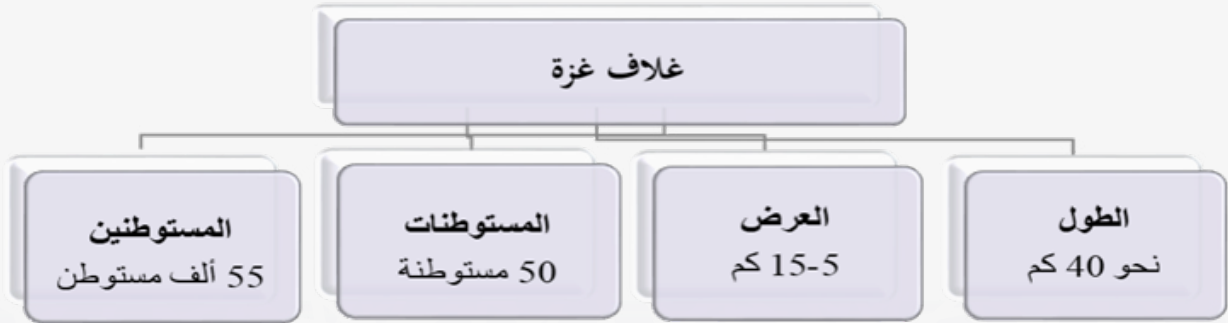 غلاف غزة
الطول
نحو 40 كم
العرض
5-15 كم
المستوطنات
50 مستوطنة
المستوطنين
55 ألف مستوطن